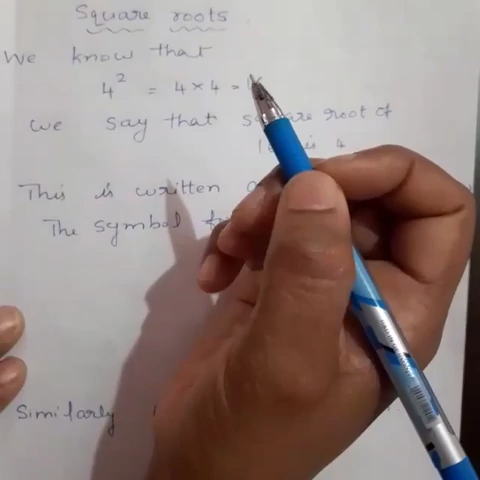 Square roots
We know that
4² = 4 × 4 =
We say that square root of
is 4
This is written
The symbol
Similarly